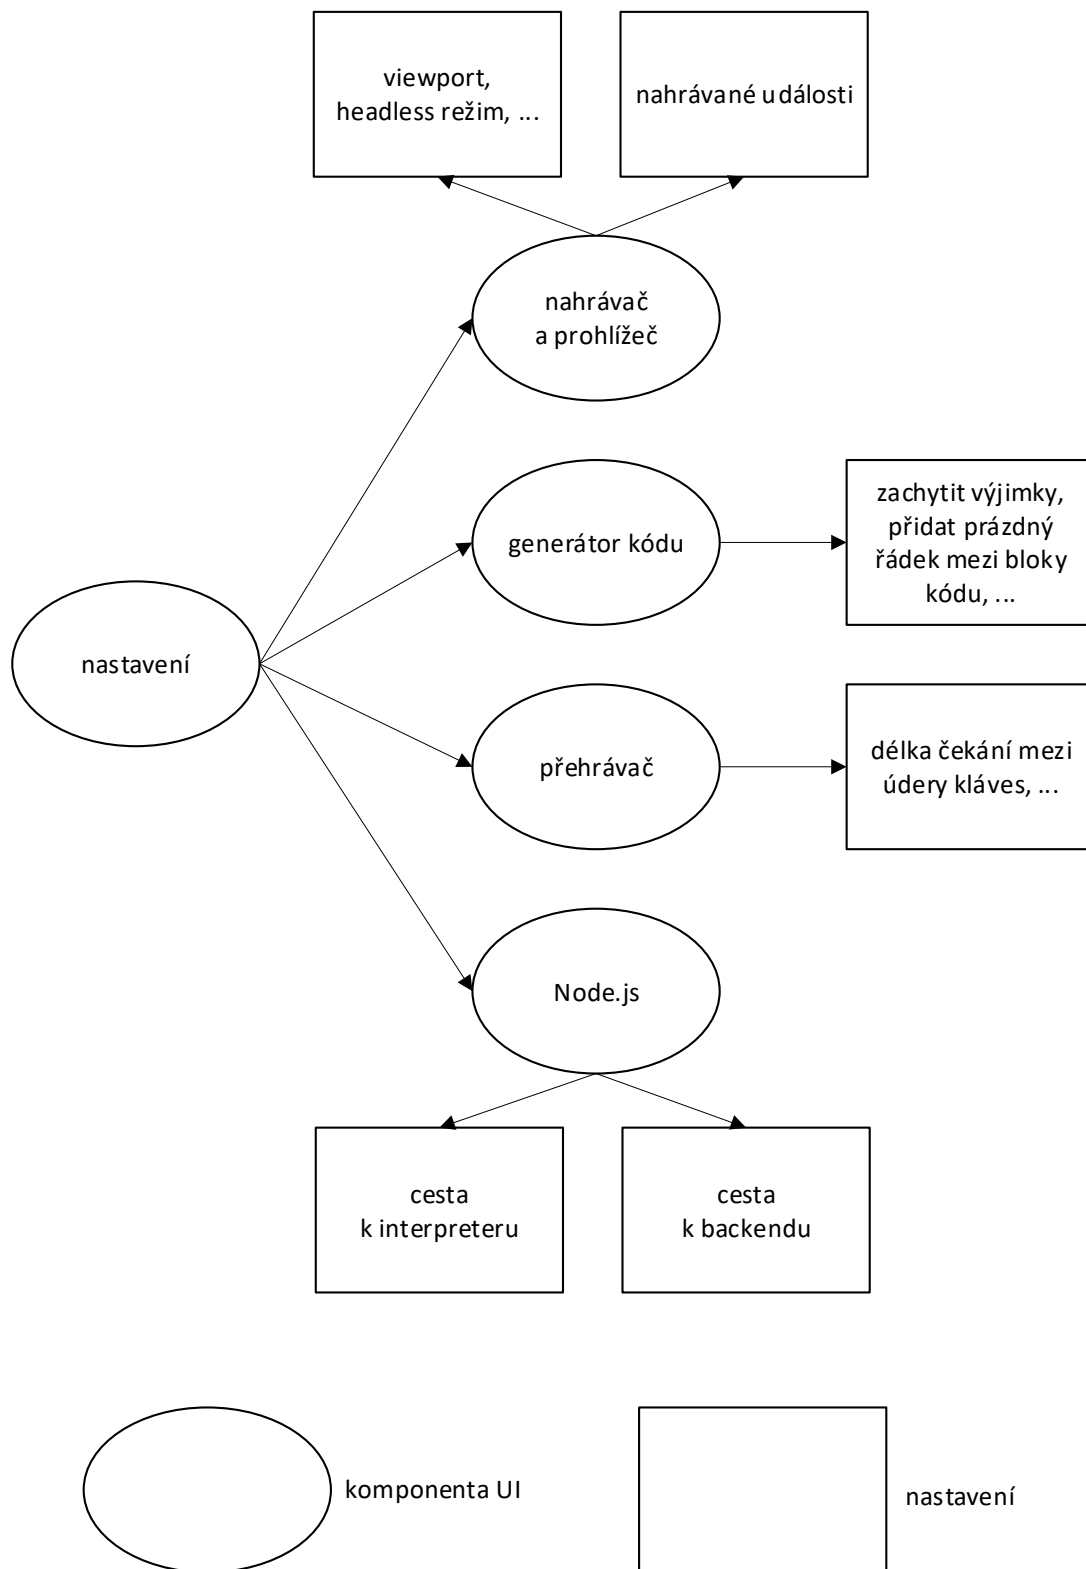 viewport,
headless režim, ...
nahrávané události
nahrávač
a prohlížeč
generátor kódu
zachytit výjimky,
přidat prázdný
řádek mezi bloky
kódu, ...
nastavení
přehrávač
délka čekání mezi
údery kláves, ...
Node.js
cesta
k interpreteru
cesta
k backendu
komponenta UI
nastavení